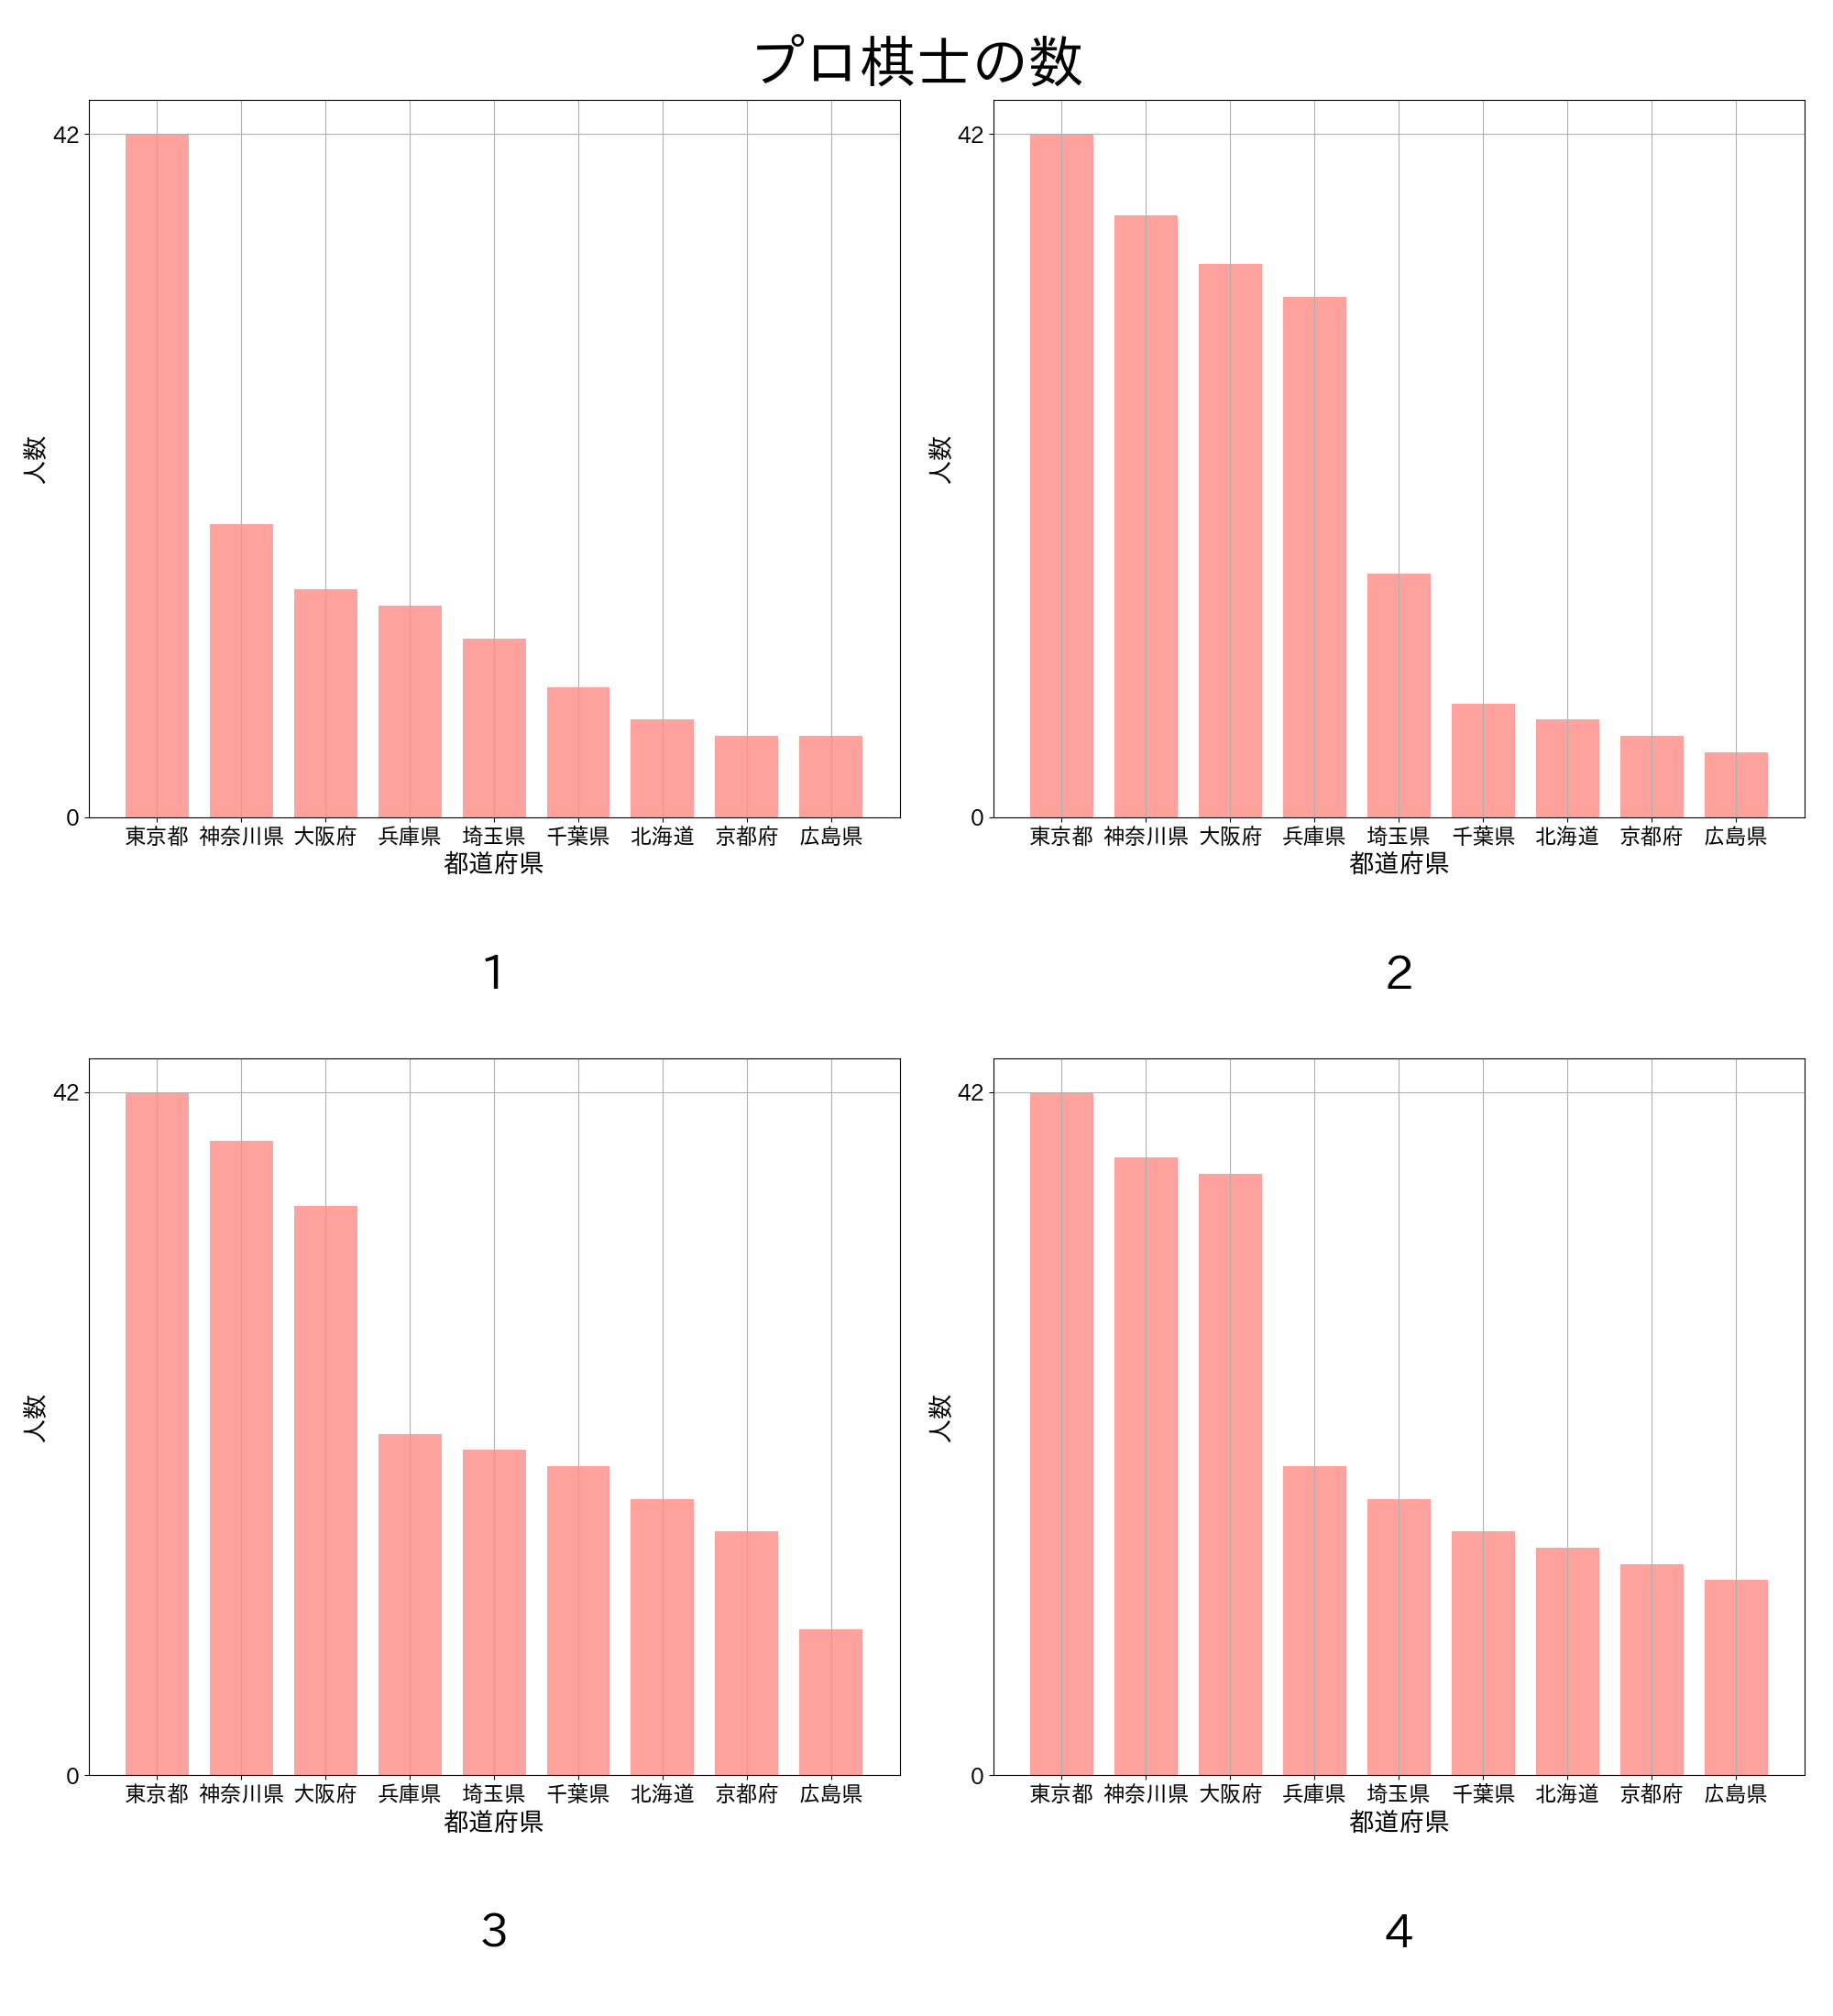 プロ棋士の数
42
0
人数
東京都 神奈川県 大阪府 兵庫県 埼玉県 千葉県 北海道 京都府 広島県
都道府県
1
42
0
人数
東京都 神奈川県 大阪府 兵庫県 埼玉県 千葉県 北海道 京都府 広島県
都道府県
2
42
0
人数
東京都 神奈川県 大阪府 兵庫県 埼玉県 千葉県 北海道 京都府 広島県
都道府県
3
42
0
人数
東京都 神奈川県 大阪府 兵庫県 埼玉県 千葉県 北海道 京都府 広島県
都道府県
4